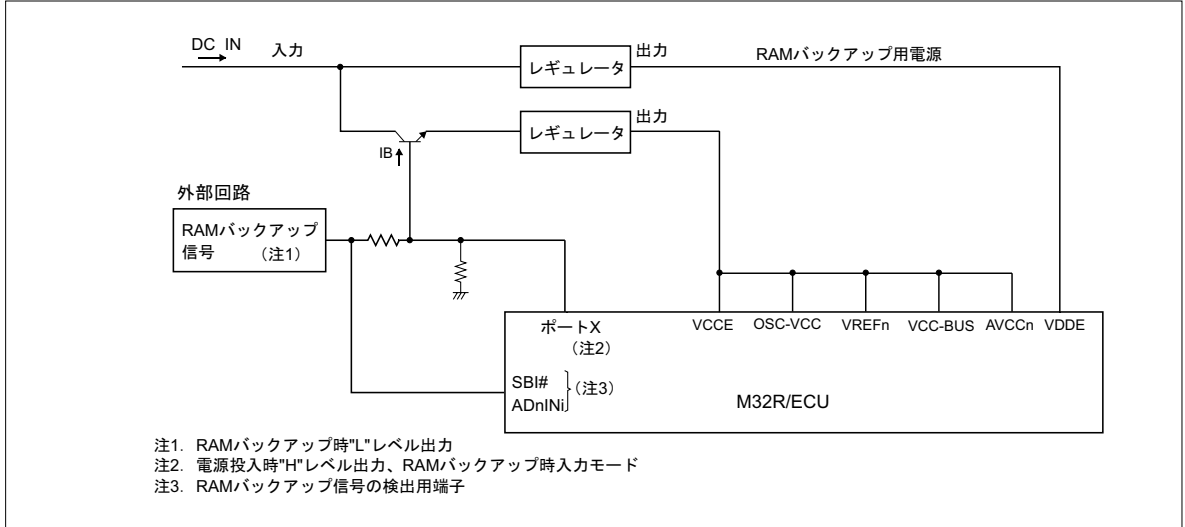 DC_IN
入力
レギュレータ
出力
RAMバックアップ用電源
レギュレータ
出力
IB
外部回路
RAMバックアップ
信号 (注1)
ポートX
(注2)
VCCE
OSC-VCC
VREFn
VCC-BUS
AVCCn
VDDE
SBI#
ADnINi
(注3)
M32R/ECU
注1. RAMバックアップ時"L"レベル出力
注2. 電源投入時"H"レベル出力、RAMバックアップ時入力モード
注3. RAMバックアップ信号の検出用端子